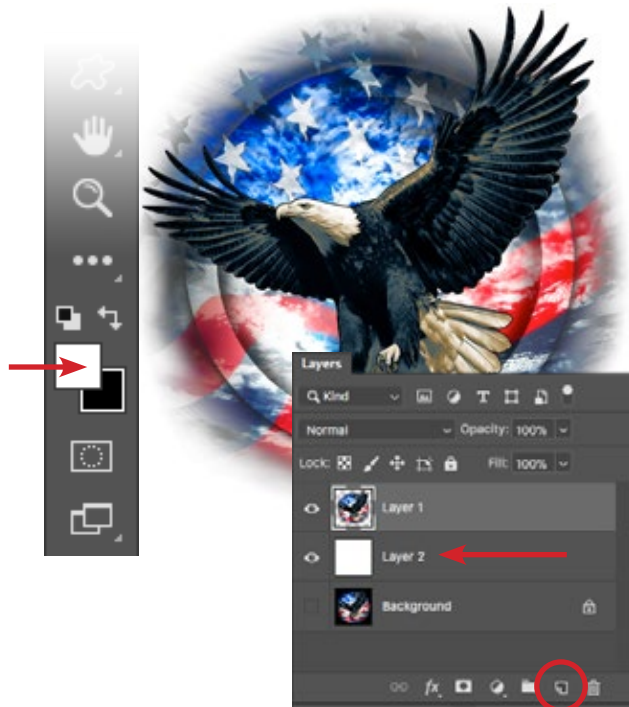 Layers
Kind
Normal Opacity: 100%
Lock: Fill: 100%
Layer 1
Layer 2
Background
fx